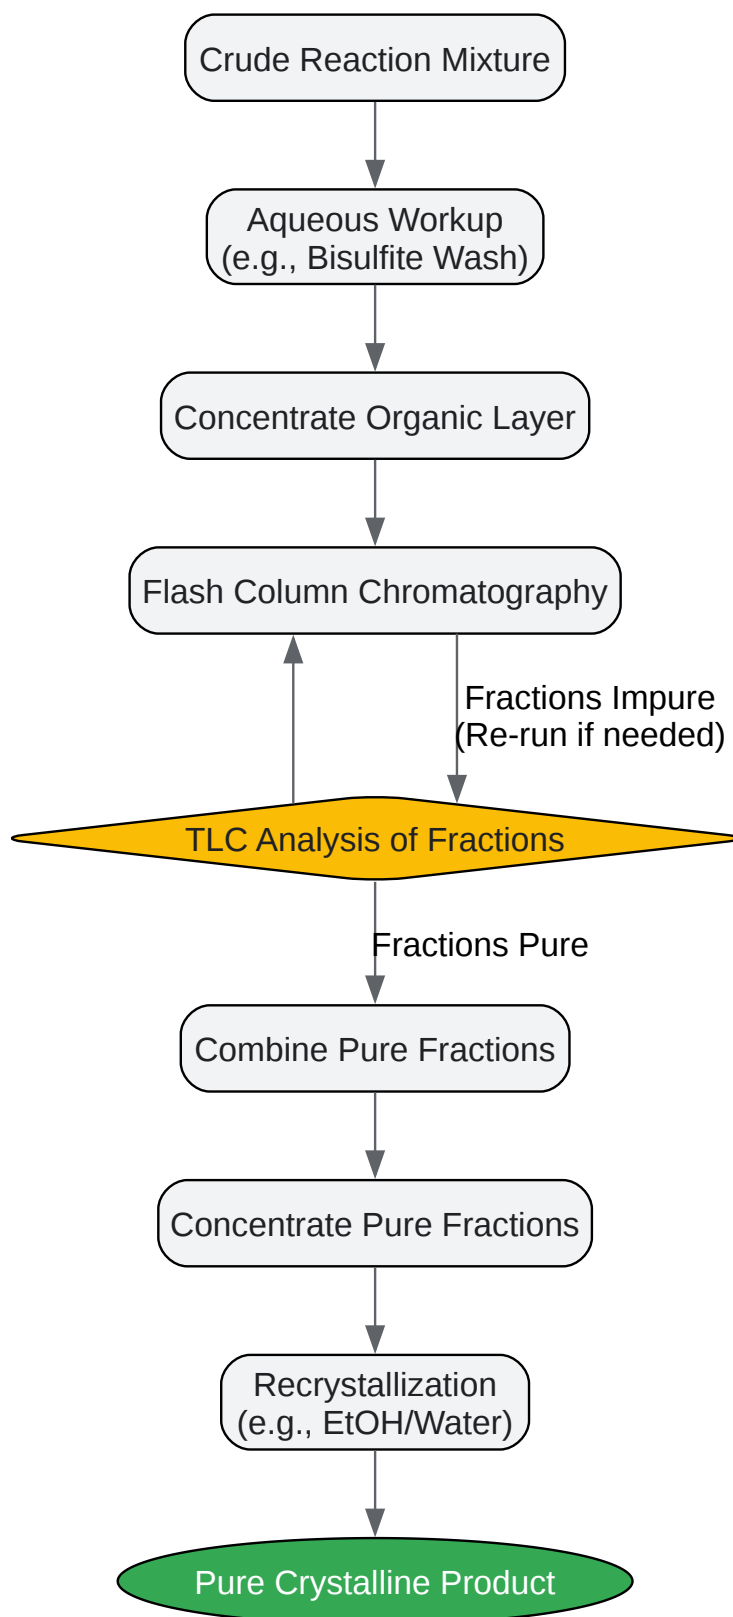 Crude Reaction Mixture
Aqueous Workup
(e.g., Bisulfite Wash)
Concentrate Organic Layer
Flash Column Chromatography
Fractions Impure
(Re-run if needed)
TLC Analysis of Fractions
Fractions Pure
Combine Pure Fractions
Concentrate Pure Fractions
Recrystallization
(e.g., EtOH/Water)
Pure Crystalline Product